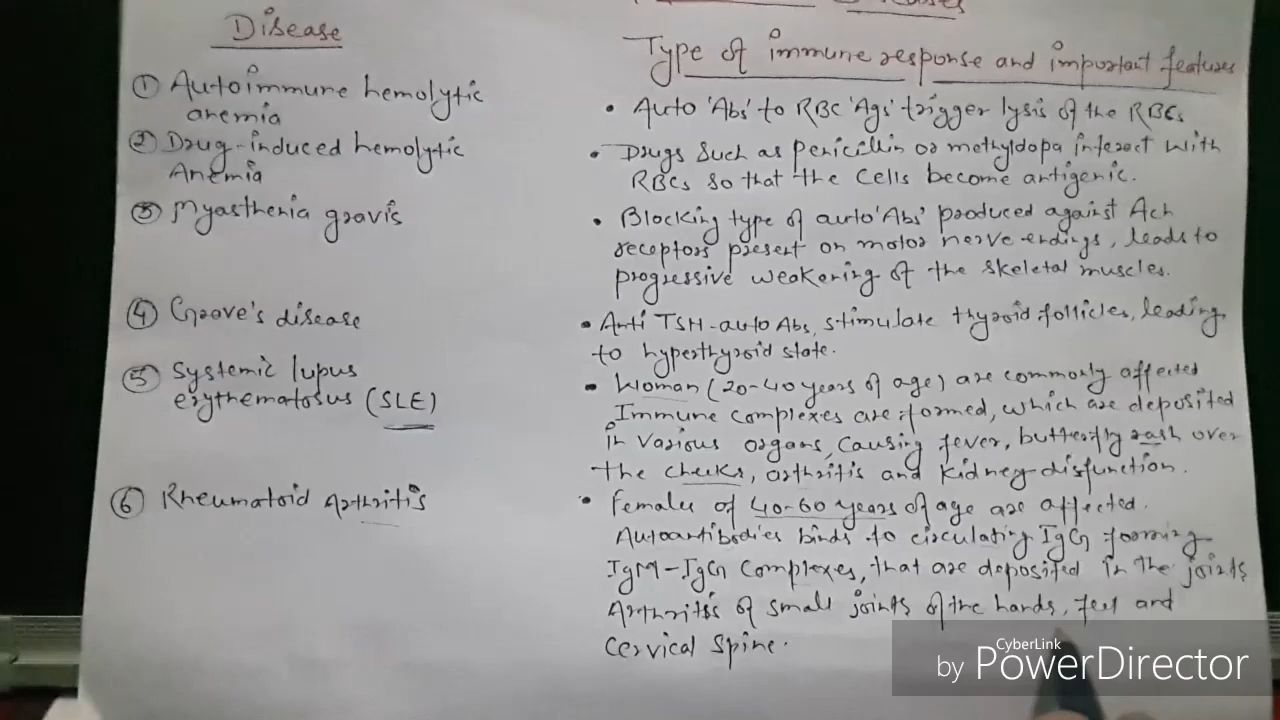 Disease
Type of immune response and important features
① Autoimmune hemolytic
anemia
• Auto 'Abs' to RBC 'Ags' trigger lysis of the RBCs
② Drug-induced hemolytic
Anemia
• Drugs such as penicillin or methyldopa interact with
RBCs so that the cells become antigenic.
③ Myasthenia gravis
• Blocking type of auto 'Abs' produced against Ach
receptors present on motor nerve endings, leads to
progressive weakening of the skeletal muscles.
④ Grave's disease
• Anti TSH-auto Abs, stimulate thyroid follicles, leading
to hyperthyroid state.
⑤ Systemic lupus
erythematosus (SLE)
• Woman (20-40 years of age) are commonly affected
Immune complexes are formed, which are deposited
in various organs, causing fever, butterfly rash over
the cheeks, arthritis and kidney disfunction.
⑥ Rheumatoid Arthritis
• Females of 40-60 years of age are affected.
Autoantibodies binds to circulating IgG forming
IgM-IgG complexes, that are deposited in the joints
Arthritis of small joints of the hands, feet and
cervical spine.
CyberLink
by PowerDirector